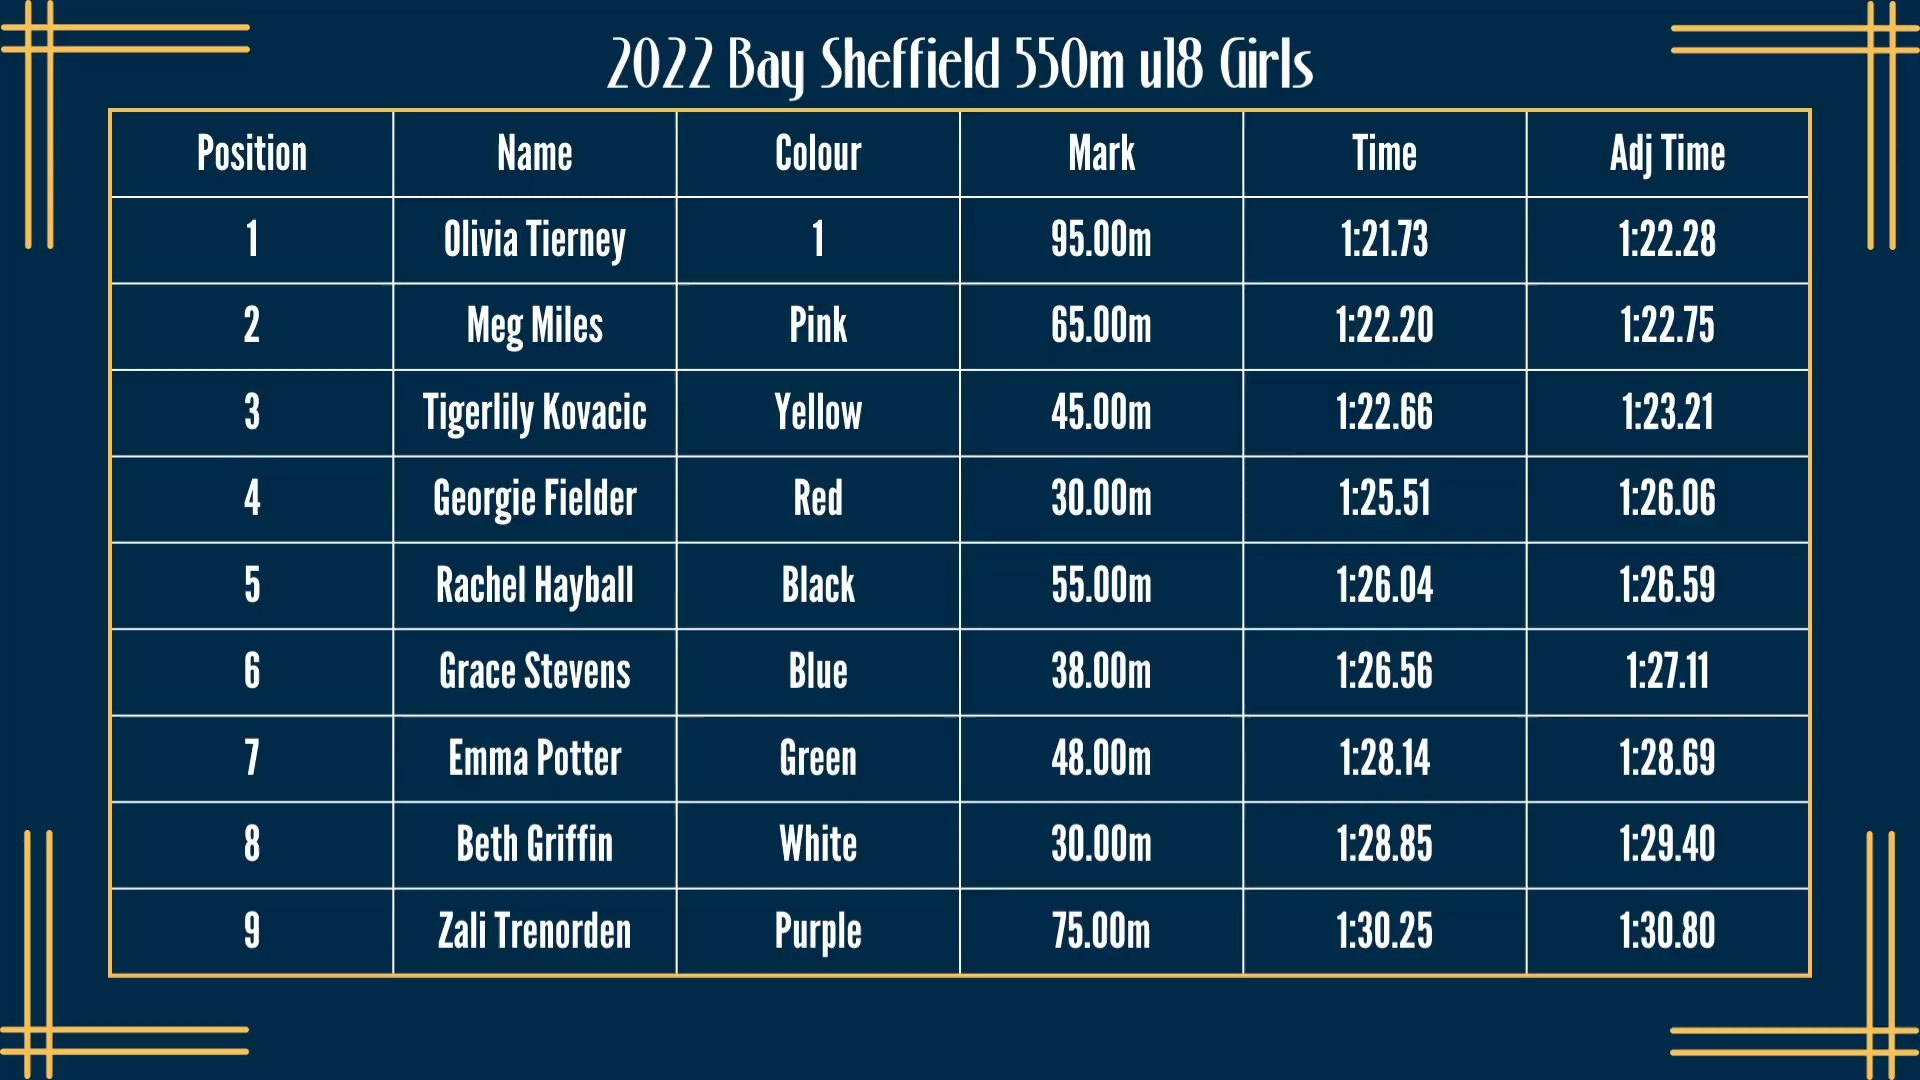 2022 Bay Sheffield 550m u18 Girls
Position Name Colour Mark Time Adj Time
1 Olivia Tierney 1 95.00m 1:21.73 1:22.28
2 Meg Miles Pink 65.00m 1:22.20 1:22.75
3 Tigerlily Kovacic Yellow 45.00m 1:22.66 1:23.21
4 Georgie Fielder Red 30.00m 1:25.51 1:26.06
5 Rachel Hayball Black 55.00m 1:26.04 1:26.59
6 Grace Stevens Blue 38.00m 1:26.56 1:27.11
7 Emma Potter Green 48.00m 1:28.14 1:28.69
8 Beth Griffin White 30.00m 1:28.85 1:29.40
9 Zali Trenorden Purple 75.00m 1:30.25 1:30.80